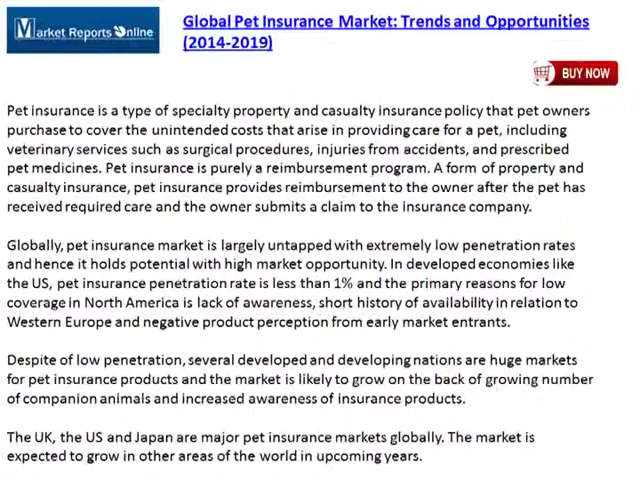 Market Reports Online
Global Pet Insurance Market: Trends and Opportunities
(2014-2019)
BUY NOW
Pet insurance is a type of specialty property and casualty insurance policy that pet owners
purchase to cover the unintended costs that arise in providing care for a pet, including
veterinary services such as surgical procedures, injuries from accidents, and prescribed
pet medicines. Pet insurance is purely a reimbursement program. A form of property and
casualty insurance, pet insurance provides reimbursement to the owner after the pet has
received required care and the owner submits a claim to the insurance company.
Globally, pet insurance market is largely untapped with extremely low penetration rates
and hence it holds potential with high market opportunity. In developed economies like
the US, pet insurance penetration rate is less than 1% and the primary reasons for low
coverage in North America is lack of awareness, short history of availability in relation to
Western Europe and negative product perception from early market entrants.
Despite of low penetration, several developed and developing nations are huge markets
for pet insurance products and the market is likely to grow on the back of growing number
of companion animals and increased awareness of insurance products.
The UK, the US and Japan are major pet insurance markets globally. The market is
expected to grow in other areas of the world in upcoming years.